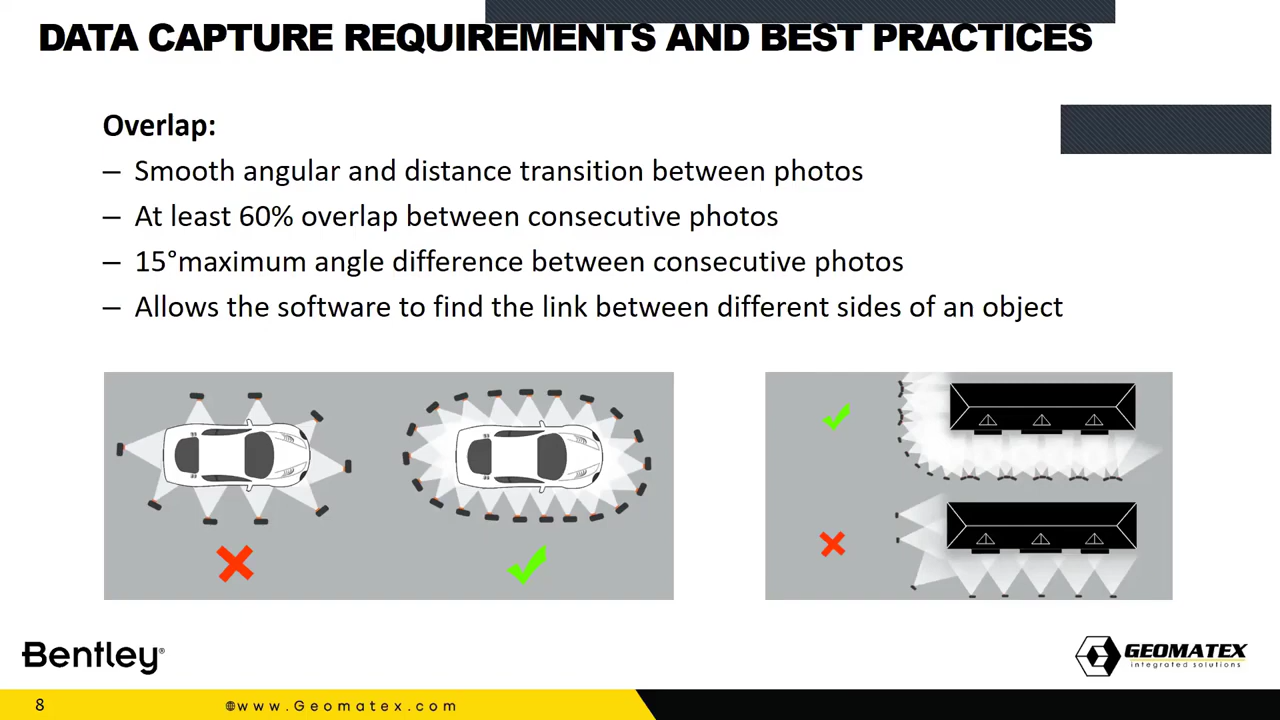 DATA CAPTURE REQUIREMENTS AND BEST PRACTICES
Overlap:
– Smooth angular and distance transition between photos
– At least 60% overlap between consecutive photos
– 15°maximum angle difference between consecutive photos
– Allows the software to find the link between different sides of an object
Bentley®
GEOMATEX
integrated solutions
8
www.Geomatex.com